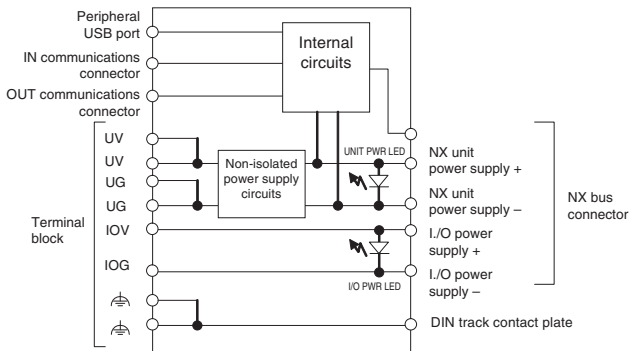 Peripheral
USB port
IN communications
connector
OUT communications
connector
Internal
circuits
UV
UV
UG
UG
IOV
IOG
Terminal
block
Non-isolated
power supply
circuits
UNIT PWR LED
I/O PWR LED
NX unit
power supply +
NX unit
power supply –
I./O power
supply +
I./O power
supply –
NX bus
connector
DIN track contact plate